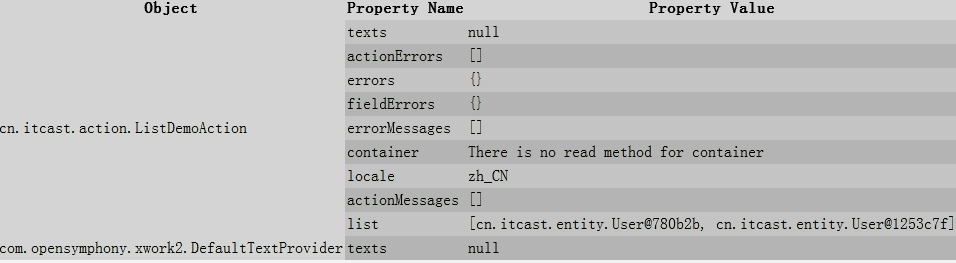 Object Property Name Property Value
texts null
actionErrors []
errors {}
fieldErrors {}
cn.itcast.action.ListDemoAction errorMessages []
container There is no read method for container
locale zh_CN
actionMessages []
list [cn.itcast.entity.User@780b2b, cn.itcast.entity.User@1253c7f]
com.opensymphony.xwork2.DefaultTextProvider texts null